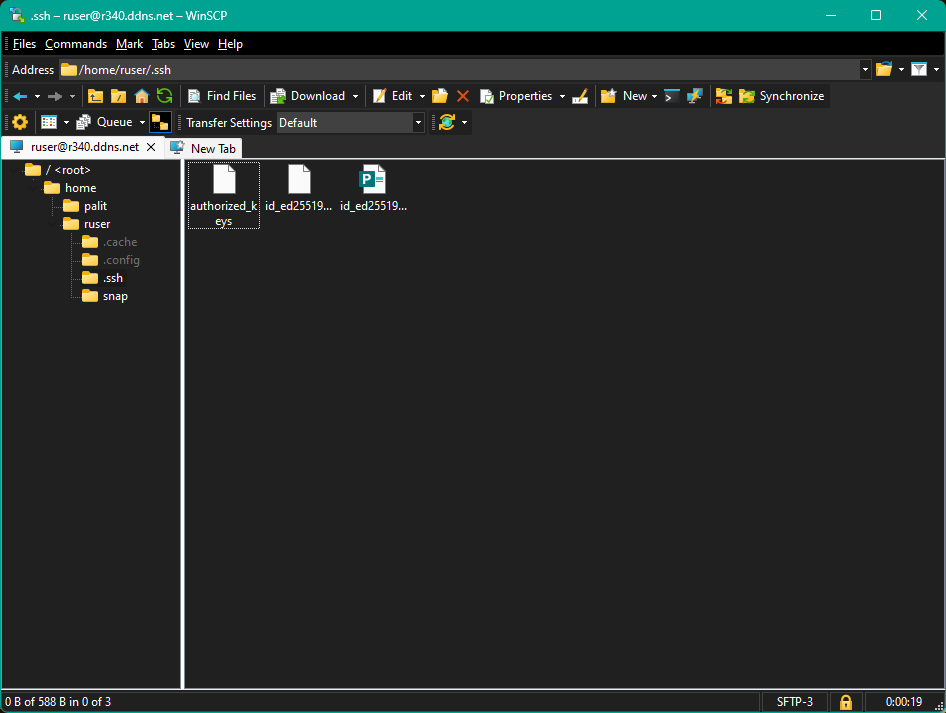 .ssh – ruser@r340.ddns.net – WinSCP
Files Commands Mark Tabs View Help
Address /home/ruser/.ssh
Find Files Download Edit Properties New Synchronize
Queue Transfer Settings Default
ruser@r340.ddns.net New Tab
/ <root>
home
palit
ruser
.cache
.config
.ssh
snap
authorized_k
eys
id_ed25519...
id_ed25519...
0 B of 588 B in 0 of 3 SFTP-3 0:00:19